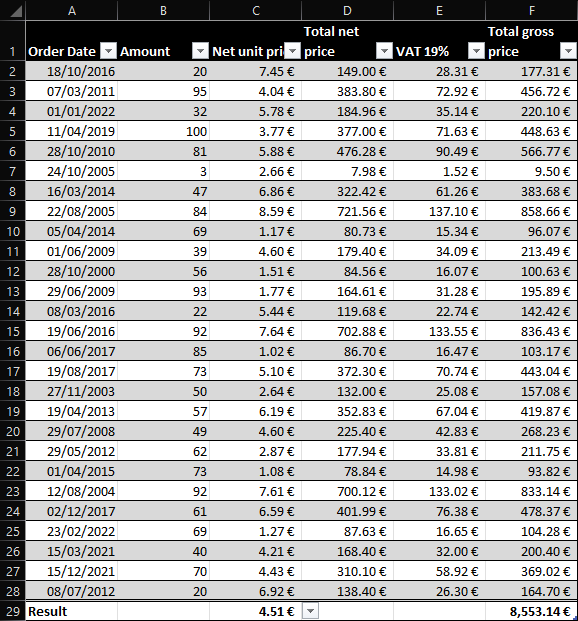 A B C D E F
1 Order Date Amount Net unit pri Total net price VAT 19% Total gross price
2 18/10/2016 20 7.45 € 149.00 € 28.31 € 177.31 €
3 07/03/2011 95 4.04 € 383.80 € 72.92 € 456.72 €
4 01/01/2022 32 5.78 € 184.96 € 35.14 € 220.10 €
5 11/04/2019 100 3.77 € 377.00 € 71.63 € 448.63 €
6 28/10/2010 81 5.88 € 476.28 € 90.49 € 566.77 €
7 24/10/2005 3 2.66 € 7.98 € 1.52 € 9.50 €
8 16/03/2014 47 6.86 € 322.42 € 61.26 € 383.68 €
9 22/08/2005 84 8.59 € 721.56 € 137.10 € 858.66 €
10 05/04/2014 69 1.17 € 80.73 € 15.34 € 96.07 €
11 01/06/2009 39 4.60 € 179.40 € 34.09 € 213.49 €
12 28/10/2000 56 1.51 € 84.56 € 16.07 € 100.63 €
13 29/06/2009 93 1.77 € 164.61 € 31.28 € 195.89 €
14 08/03/2016 22 5.44 € 119.68 € 22.74 € 142.42 €
15 19/06/2016 92 7.64 € 702.88 € 133.55 € 836.43 €
16 06/06/2017 85 1.02 € 86.70 € 16.47 € 103.17 €
17 19/08/2017 73 5.10 € 372.30 € 70.74 € 443.04 €
18 27/11/2003 50 2.64 € 132.00 € 25.08 € 157.08 €
19 19/04/2013 57 6.19 € 352.83 € 67.04 € 419.87 €
20 29/07/2008 49 4.60 € 225.40 € 42.83 € 268.23 €
21 29/05/2012 62 2.87 € 177.94 € 33.81 € 211.75 €
22 01/04/2015 73 1.08 € 78.84 € 14.98 € 93.82 €
23 12/08/2004 92 7.61 € 700.12 € 133.02 € 833.14 €
24 02/12/2017 61 6.59 € 401.99 € 76.38 € 478.37 €
25 23/02/2022 69 1.27 € 87.63 € 16.65 € 104.28 €
26 15/03/2021 40 4.21 € 168.40 € 32.00 € 200.40 €
27 15/12/2021 70 4.43 € 310.10 € 58.92 € 369.02 €
28 08/07/2012 20 6.92 € 138.40 € 26.30 € 164.70 €
29 Result 4.51 € 8,553.14 €